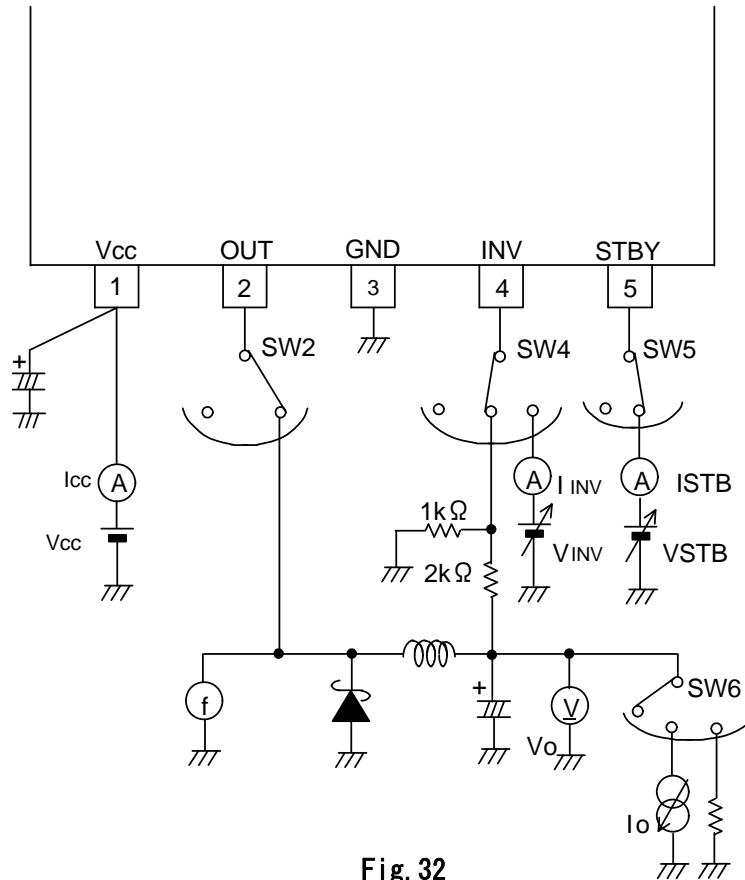 Vcc OUT GND INV STBY
1 2 3 4 5
SW2 SW4 SW5
+
Icc A A I INV A ISTB
1kΩ
Vcc VINV VSTB
2kΩ
SW6
+
f V
Vo
Io
Fig. 32